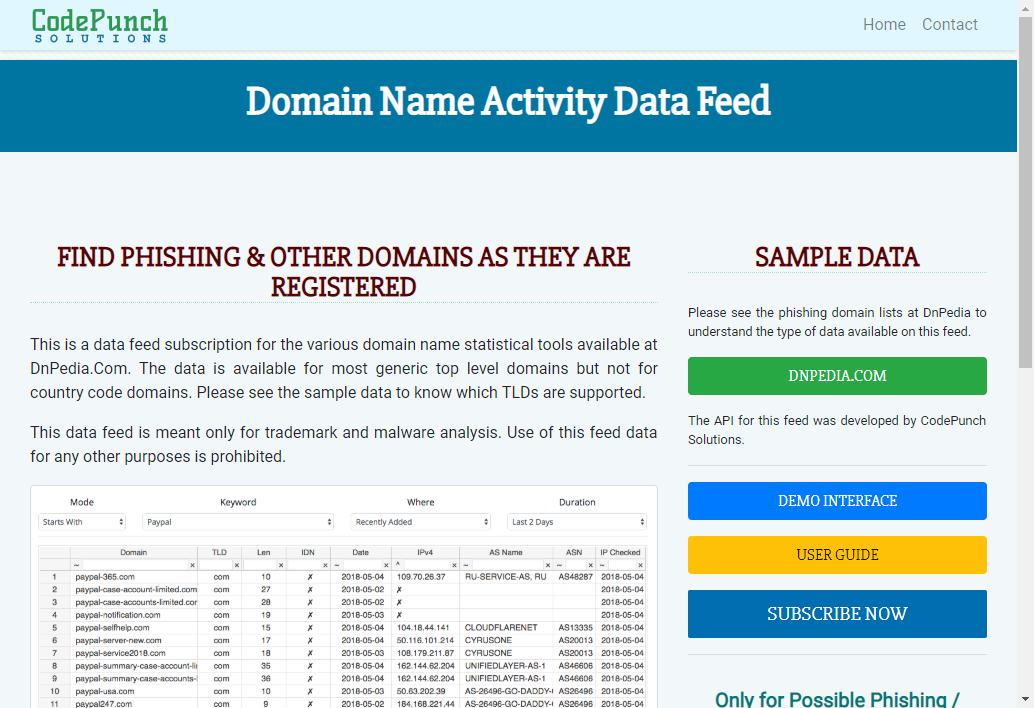 CodePunch
SOLUTIONS
Home Contact
Domain Name Activity Data Feed
FIND PHISHING & OTHER DOMAINS AS THEY ARE
REGISTERED
This is a data feed subscription for the various domain name statistical tools available at
DnPedia.Com. The data is available for most generic top level domains but not for
country code domains. Please see the sample data to know which TLDs are supported.
This data feed is meant only for trademark and malware analysis. Use of this feed data
for any other purposes is prohibited.
Mode Keyword Where Duration
Starts With Paypal Recently Added Last 2 Days
Domain TLD Len IDN Date IPv4 AS Name ASN IP Checked
~ x x x x ~ x ^ x ~ x ~ x ~ x
1 paypal-365.com com 10 ✗ 2018-05-04 109.70.26.37 RU-SERVICE-AS, RU AS48287 2018-05-04
2 paypal-case-account-limited.com com 27 ✗ 2018-05-02 ✗ 2018-05-04
3 paypal-case-accounts-limited.cor com 28 ✗ 2018-05-02 ✗ 2018-05-04
4 paypal-notification.com com 19 ✗ 2018-05-03 ✗ 2018-05-04
5 paypal-selfhelp.com com 15 ✗ 2018-05-04 104.18.44.141 CLOUDFLARENET AS13335 2018-05-04
6 paypal-server-new.com com 17 ✗ 2018-05-04 50.116.101.214 CYRUSONE AS20013 2018-05-04
7 paypal-service2018.com com 18 ✗ 2018-05-03 108.179.211.87 CYRUSONE AS20013 2018-05-04
8 paypal-summary-case-account-li com 35 ✗ 2018-05-04 162.144.62.204 UNIFIEDLAYER-AS-1 AS46606 2018-05-04
9 paypal-summary-case-accounts- com 36 ✗ 2018-05-04 162.144.62.204 UNIFIEDLAYER-AS-1 AS46606 2018-05-04
10 paypal-usa.com com 10 ✗ 2018-05-03 50.63.202.39 AS-26496-GO-DADDY- AS26496 2018-05-04
11 paypal247.com com 9 ✗ 2018-05-02 184.168.221.44 AS-26496-GO-DADDY- AS26496 2018-05-04
SAMPLE DATA
Please see the phishing domain lists at DnPedia to
understand the type of data available on this feed.
DNPEDIA.COM
The API for this feed was developed by CodePunch
Solutions.
DEMO INTERFACE
USER GUIDE
SUBSCRIBE NOW
Only for Possible Phishing /